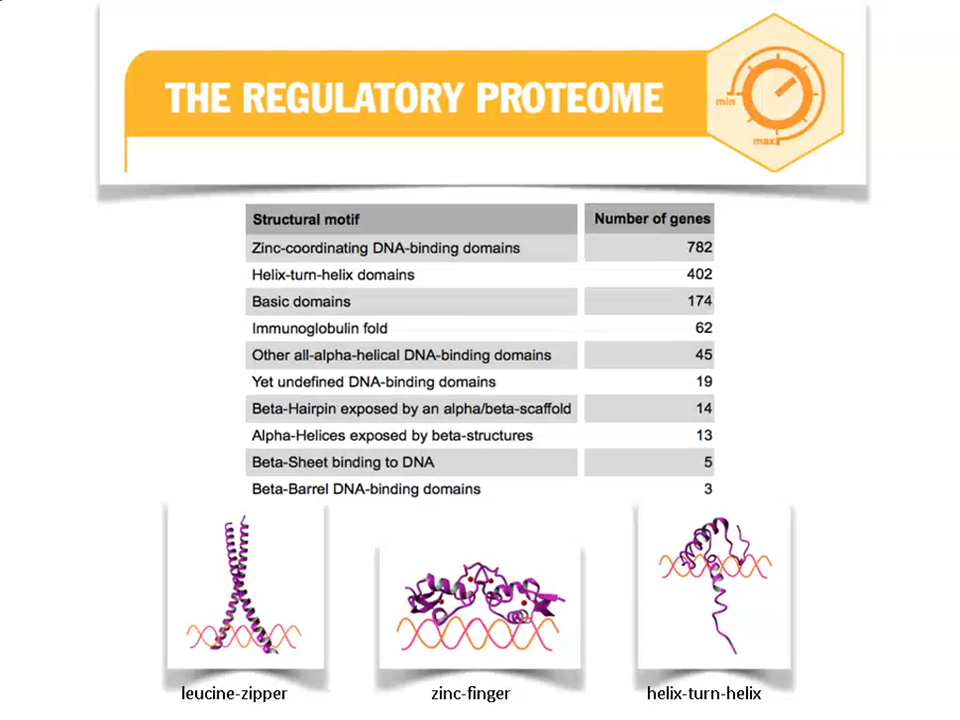 THE REGULATORY PROTEOME
min
max
Structural motif Number of genes
Zinc-coordinating DNA-binding domains 782
Helix-turn-helix domains 402
Basic domains 174
Immunoglobulin fold 62
Other all-alpha-helical DNA-binding domains 45
Yet undefined DNA-binding domains 19
Beta-Hairpin exposed by an alpha/beta-scaffold 14
Alpha-Helices exposed by beta-structures 13
Beta-Sheet binding to DNA 5
Beta-Barrel DNA-binding domains 3
leucine-zipper zinc-finger helix-turn-helix